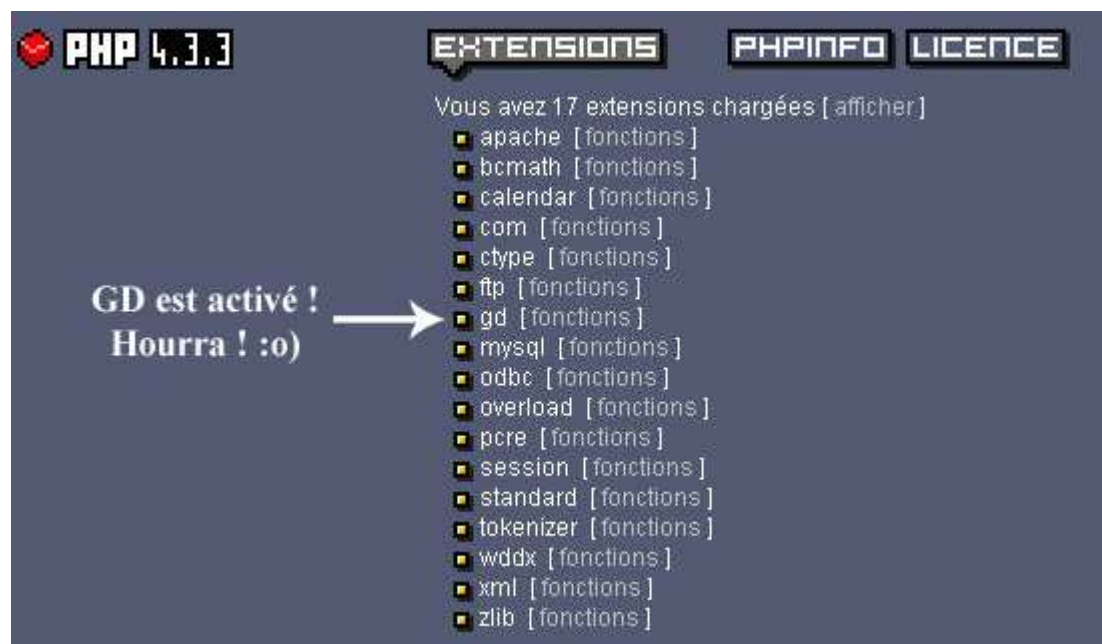 PHP 4.3.3
EXTENSIONS
PHPINFO
LICENCE
Vous avez 17 extensions chargées [ afficher ]
apache [ fonctions ]
bcmath [ fonctions ]
calendar [ fonctions ]
com [ fonctions ]
ctype [ fonctions ]
ftp [ fonctions ]
GD est activé !
Hourra ! :o)
gd [ fonctions ]
mysql [ fonctions ]
odbc [ fonctions ]
overload [ fonctions ]
pcre [ fonctions ]
session [ fonctions ]
standard [ fonctions ]
tokenizer [ fonctions ]
wddx [ fonctions ]
xml [ fonctions ]
zlib [ fonctions ]